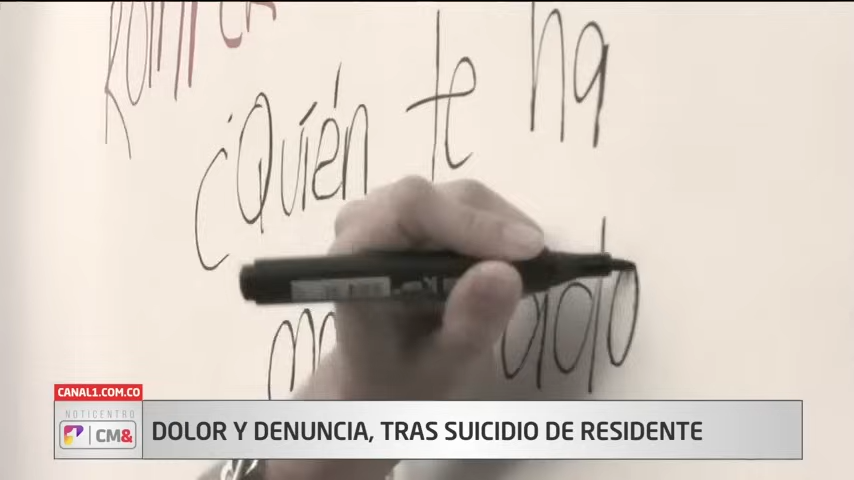 ¿Quién te ha
CANAL1.COM.CO
NOTICENTRO
CM&
DOLOR Y DENUNCIA, TRAS SUICIDIO DE RESIDENTE